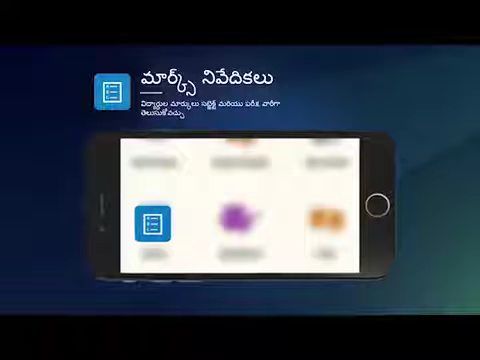 మార్క్స్ నివేదికలు
విద్యార్థుల మార్కులు సబ్జెక్ట్ మరియు పరీక్ష వారీగా
తెలుసుకోవచ్చు